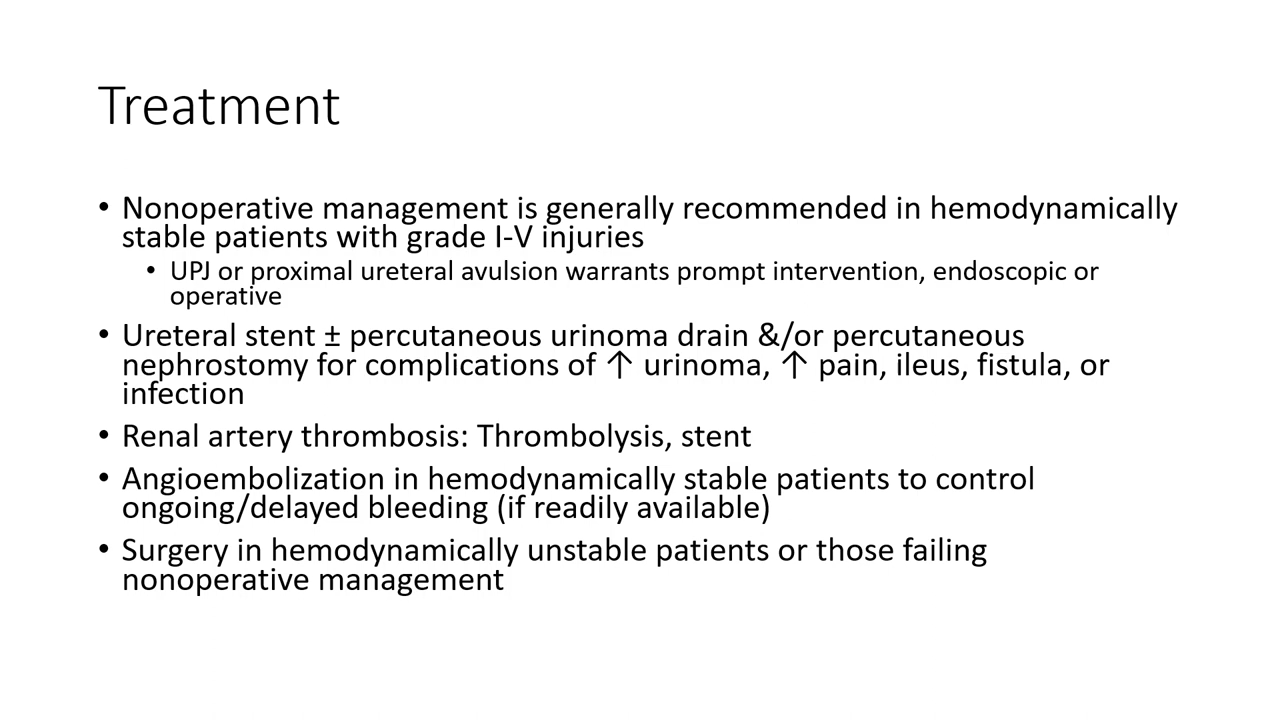 Treatment
• Nonoperative management is generally recommended in hemodynamically
stable patients with grade I-V injuries
• UPJ or proximal ureteral avulsion warrants prompt intervention, endoscopic or
operative
• Ureteral stent ± percutaneous urinoma drain &/or percutaneous
nephrostomy for complications of ↑ urinoma, ↑ pain, ileus, fistula, or
infection
• Renal artery thrombosis: Thrombolysis, stent
• Angioembolization in hemodynamically stable patients to control
ongoing/delayed bleeding (if readily available)
• Surgery in hemodynamically unstable patients or those failing
nonoperative management